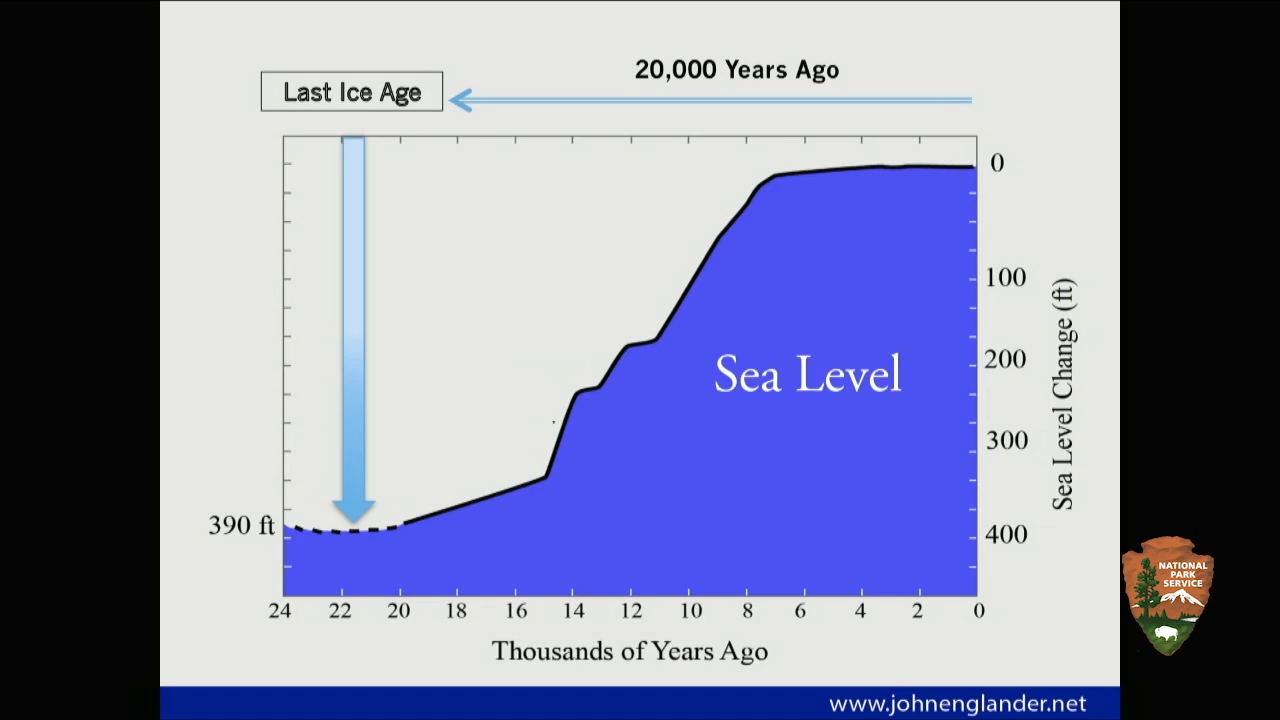 20,000 Years Ago
Last Ice Age
0
100
200
300
400
Sea Level Change (ft)
Sea Level
390 ft
24 22 20 18 16 14 12 10 8 6 4 2 0
Thousands of Years Ago
www.johnenglander.net
NATIONAL
PARK
SERVICE